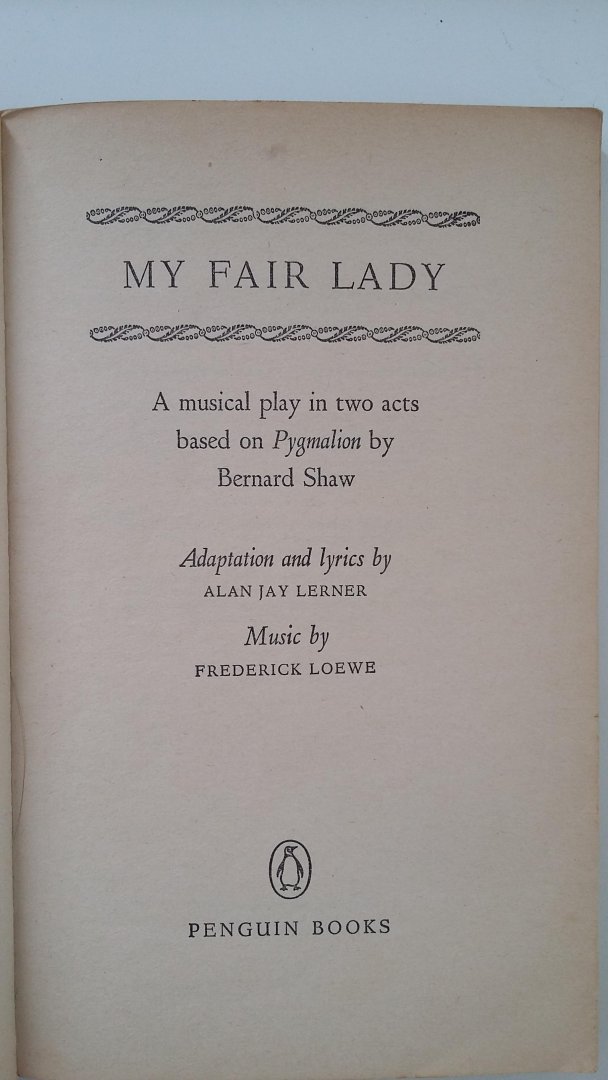 MY FAIR LADY
A musical play in two acts
based on Pygmalion by
Bernard Shaw
Adaptation and lyrics by
ALAN JAY LERNER
Music by
FREDERICK LOEWE
PENGUIN BOOKS